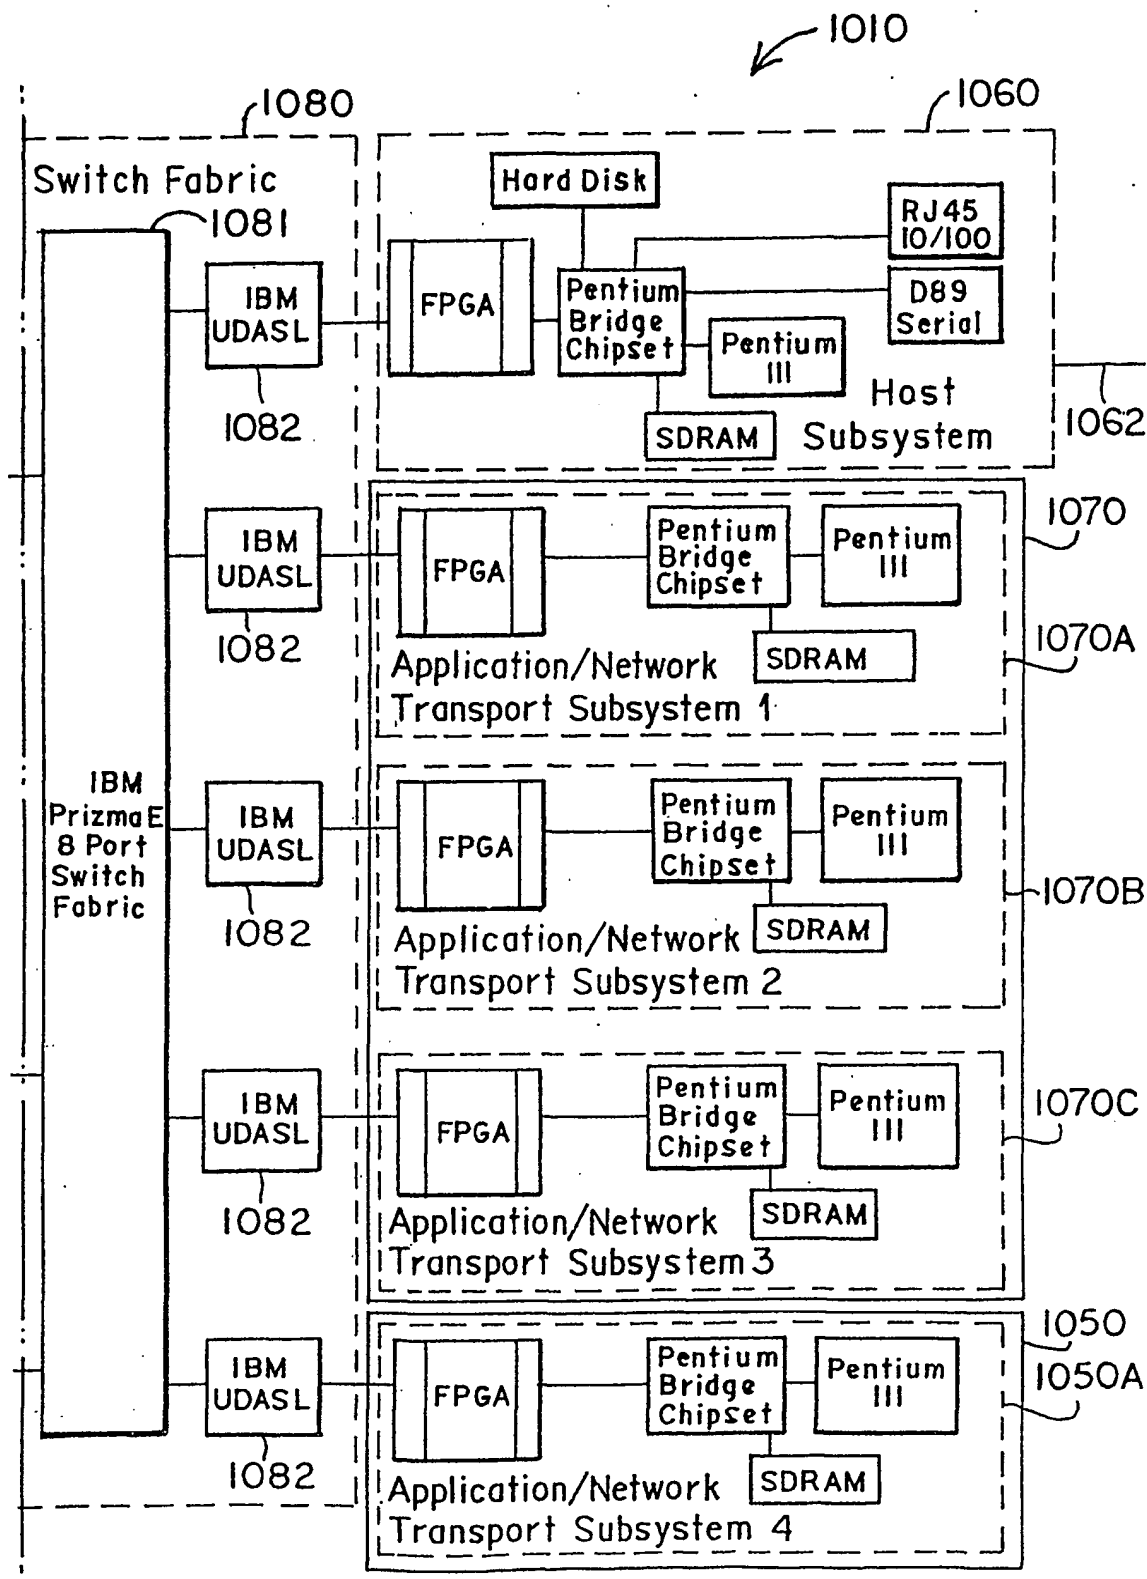 1010
1080
1060
Switch Fabric
1081
Hard Disk
RJ45
10/100
IBM
UDASL
FPGA
Pentium
Bridge
Chipset
D89
Serial
Pentium
III
1082
SDRAM
Host
Subsystem
1062
IBM
UDASL
FPGA
Pentium
Bridge
Chipset
Pentium
III
1070
1082
SDRAM
1070A
Application/Network
Transport Subsystem 1
IBM
PrizmaE
8 Port
Switch
Fabric
IBM
UDASL
FPGA
Pentium
Bridge
Chipset
Pentium
III
1070B
1082
SDRAM
Application/Network
Transport Subsystem 2
IBM
UDASL
FPGA
Pentium
Bridge
Chipset
Pentium
III
1070C
1082
SDRAM
Application/Network
Transport Subsystem 3
1050
IBM
UDASL
FPGA
Pentium
Bridge
Chipset
Pentium
III
1050A
1082
SDRAM
Application/Network
Transport Subsystem 4